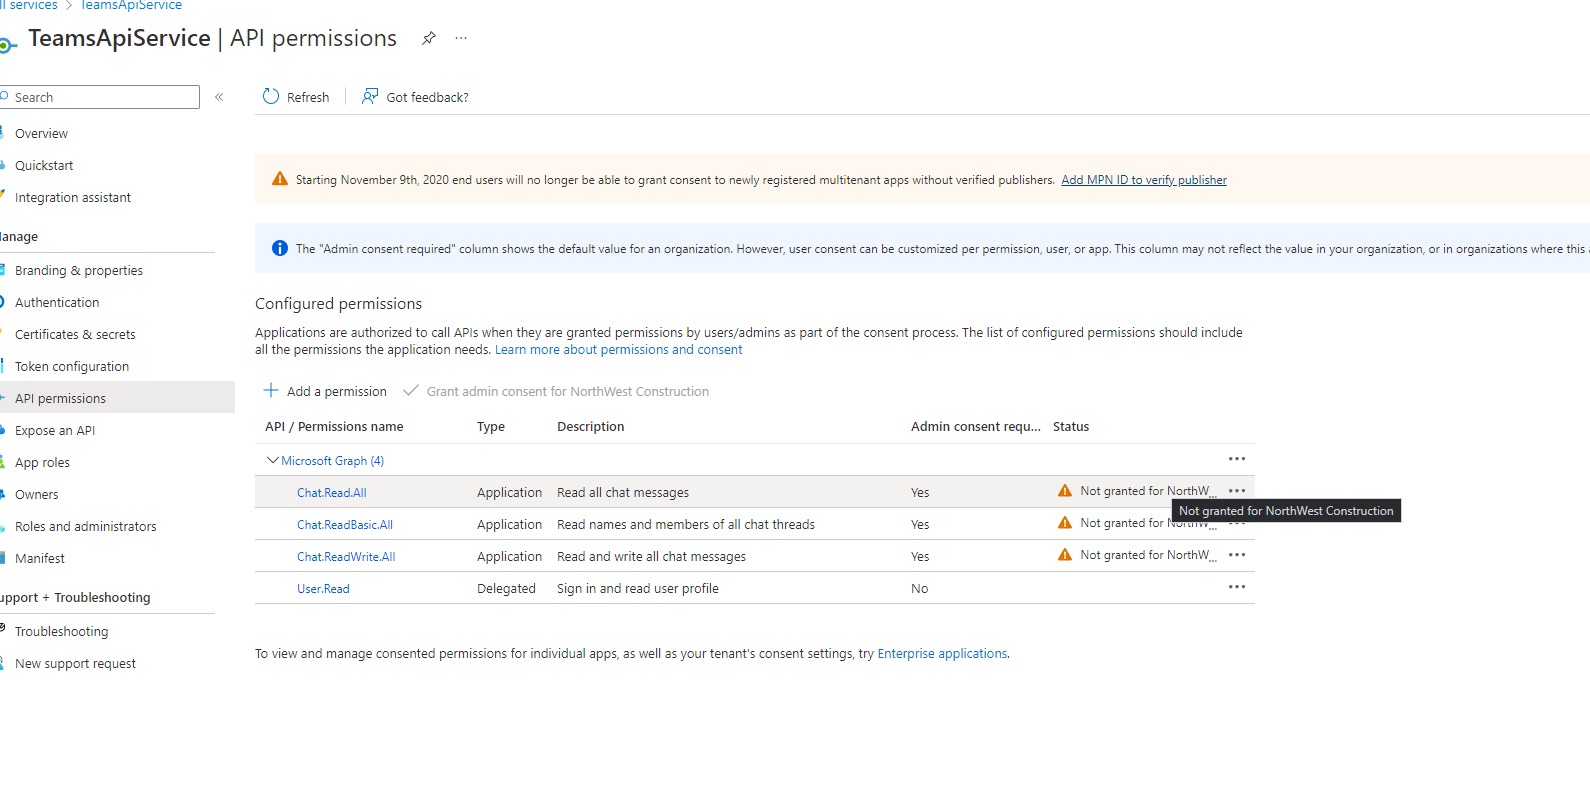 ll services > TeamsApiService
TeamsApiService | API permissions ...
Search «
Refresh Got feedback?
Overview
Quickstart
Integration assistant
anage
Branding & properties
Authentication
Certificates & secrets
Token configuration
API permissions
Expose an API
App roles
Owners
Roles and administrators
Manifest
upport + Troubleshooting
Troubleshooting
New support request
Starting November 9th, 2020 end users will no longer be able to grant consent to newly registered multitenant apps without verified publishers. Add MPN ID to verify publisher
The "Admin consent required" column shows the default value for an organization. However, user consent can be customized per permission, user, or app. This column may not reflect the value in your organization, or in organizations where this a
Configured permissions
Applications are authorized to call APIs when they are granted permissions by users/admins as part of the consent process. The list of configured permissions should include
all the permissions the application needs. Learn more about permissions and consent
Add a permission Grant admin consent for NorthWest Construction
API / Permissions name Type Description Admin consent requ... Status
Microsoft Graph (4) ...
Chat.Read.All Application Read all chat messages Yes Not granted for NorthW... ...
Not granted for NorthWest Construction
Chat.ReadBasic.All Application Read names and members of all chat threads Yes Not granted for NorthW... ...
Chat.ReadWrite.All Application Read and write all chat messages Yes Not granted for NorthW... ...
User.Read Delegated Sign in and read user profile No ...
To view and manage consented permissions for individual apps, as well as your tenant's consent settings, try Enterprise applications.